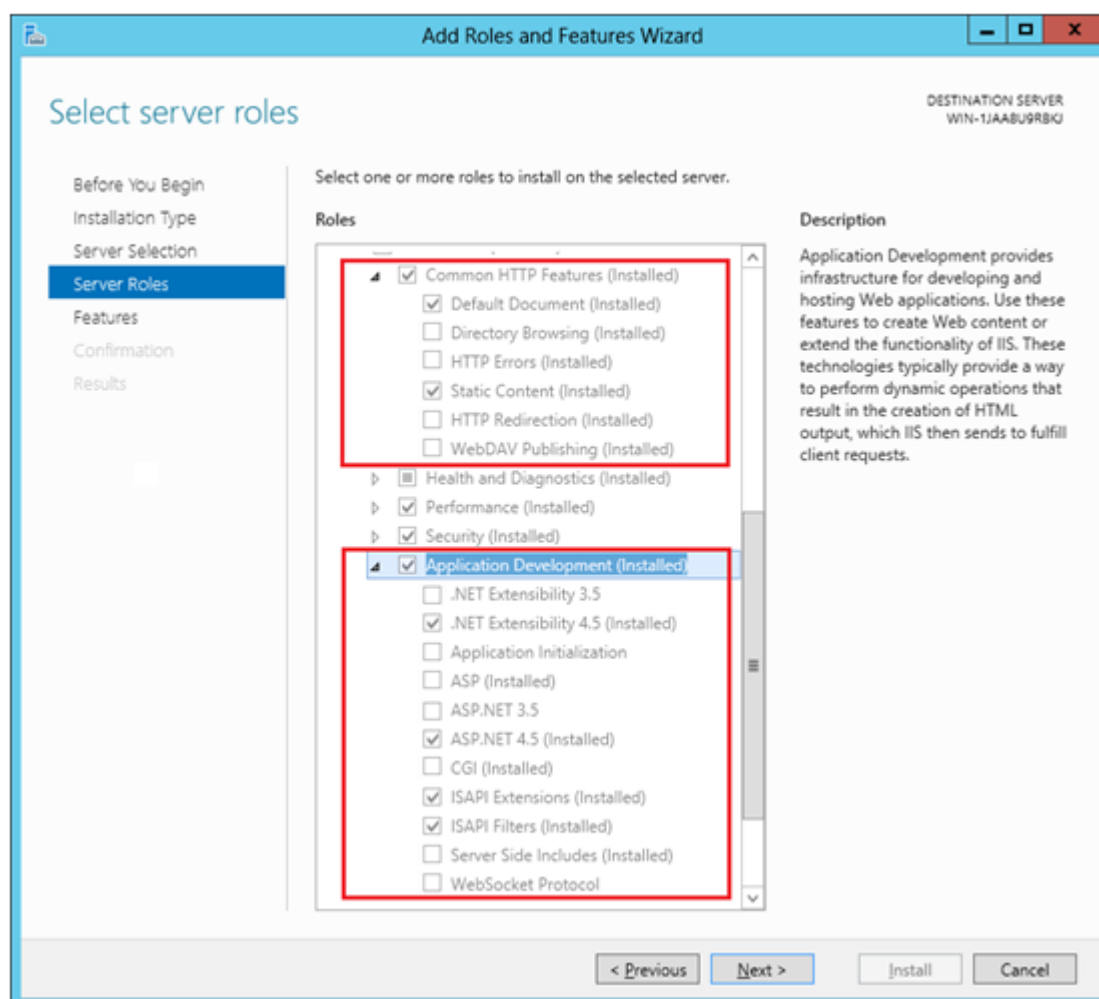 Add Roles and Features Wizard
Select server roles
DESTINATION SERVER
WIN-1JAABU9RBKJ
Before You Begin
Installation Type
Server Selection
Server Roles
Features
Confirmation
Results
Select one or more roles to install on the selected server.
Roles
Common HTTP Features (Installed)
Default Document (Installed)
Directory Browsing (Installed)
HTTP Errors (Installed)
Static Content (Installed)
HTTP Redirection (Installed)
WebDAV Publishing (Installed)
Health and Diagnostics (Installed)
Performance (Installed)
Security (Installed)
Application Development (Installed)
.NET Extensibility 3.5
.NET Extensibility 4.5 (Installed)
Application Initialization
ASP (Installed)
ASP.NET 3.5
ASP.NET 4.5 (Installed)
CGI (Installed)
ISAPI Extensions (Installed)
ISAPI Filters (Installed)
Server Side Includes (Installed)
WebSocket Protocol
Description
Application Development provides
infrastructure for developing and
hosting Web applications. Use these
features to create Web content or
extend the functionality of IIS. These
technologies typically provide a way
to perform dynamic operations that
result in the creation of HTML
output, which IIS then sends to fulfill
client requests.
< Previous
Next >
Install
Cancel